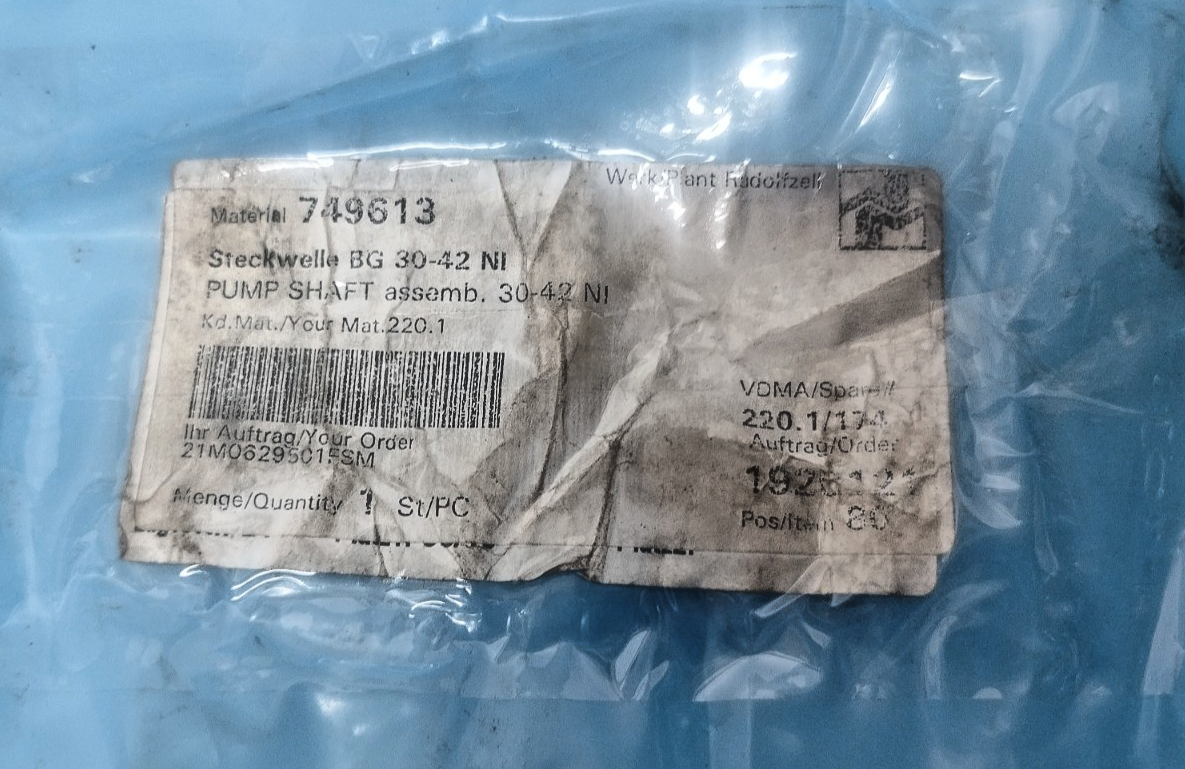 Werk/Plant Radolfzell
Material 749613
Steckwelle BG 30-42 NI
PUMP SHAFT assemb. 30-42 NI
Kd.Mat./Your Mat.220.1
VDMA/Spare#
220.1/174
Ihr Auftrag/Your Order
Auftrag/Order
Menge/Quantity 1 St/PC
Pos/Item 80